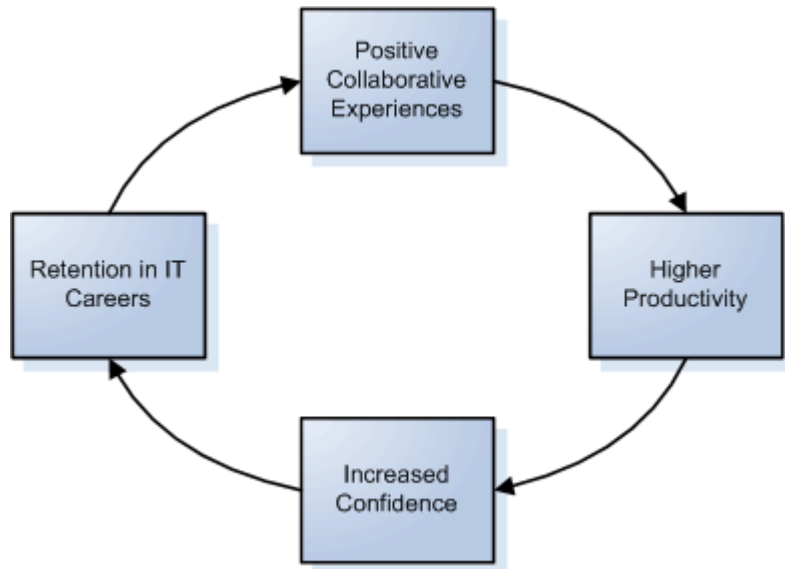 Positive
Collaborative
Experiences
Retention in IT
Careers
Higher
Productivity
Increased
Confidence